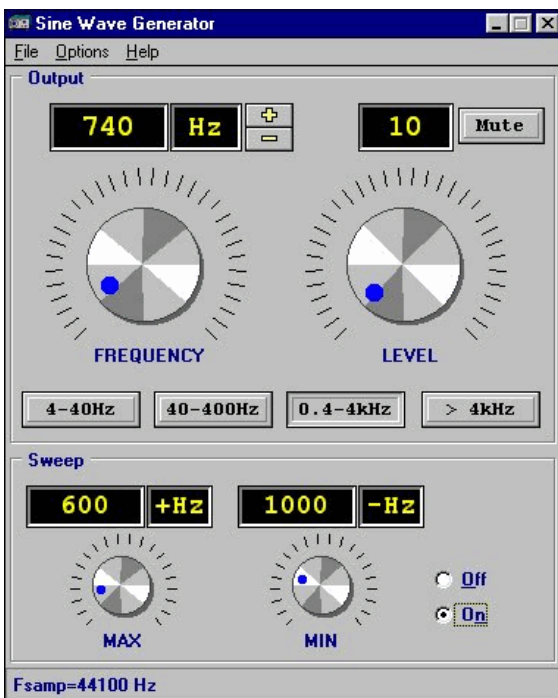 Sine Wave Generator
File Options Help
Output
740 Hz + − 10 Mute
FREQUENCY LEVEL
4-40Hz 40-400Hz 0.4-4kHz > 4kHz
Sweep
600 +Hz 1000 -Hz
Off
On
MAX MIN
Fsamp=44100 Hz